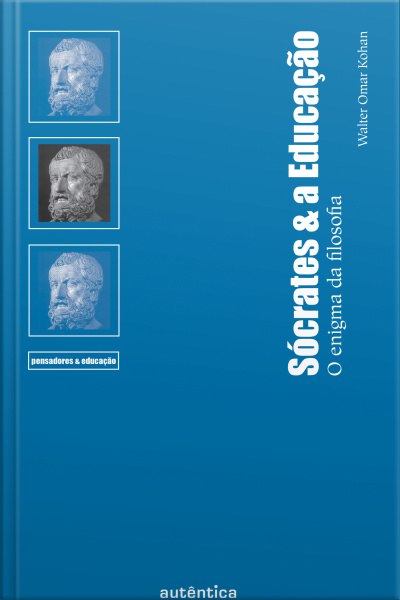 Sócrates & a Educação
O enigma da filosofia
Walter Omar Kohan
pensadores & educação
autêntica